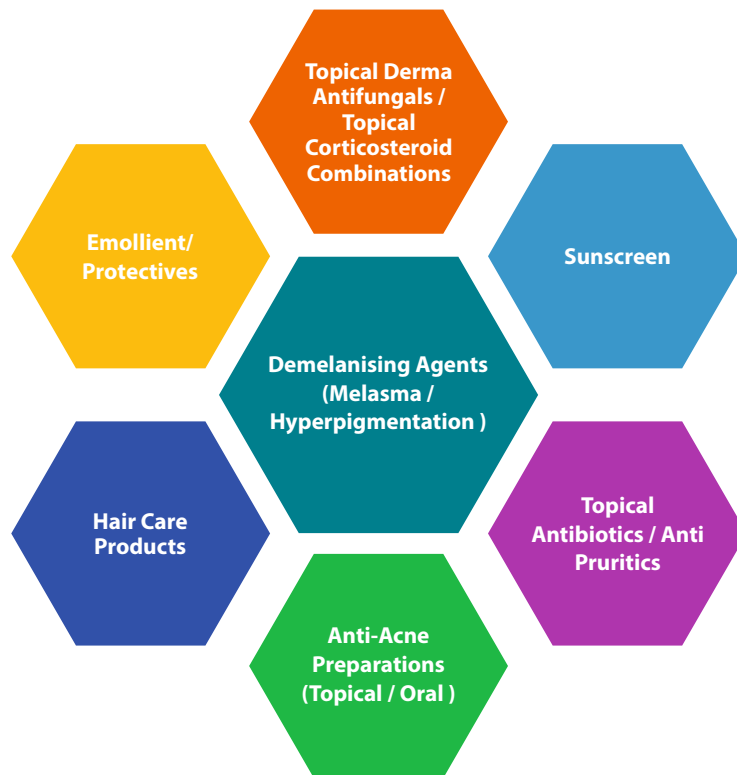 Topical Derma
Antifungals /
Topical
Corticosteroid
Combinations
Emollient/
Protectives
Sunscreen
Demelanising Agents
(Melasma /
Hyperpigmentation )
Hair Care
Products
Topical
Antibiotics / Anti
Pruritics
Anti-Acne
Preparations
(Topical / Oral )